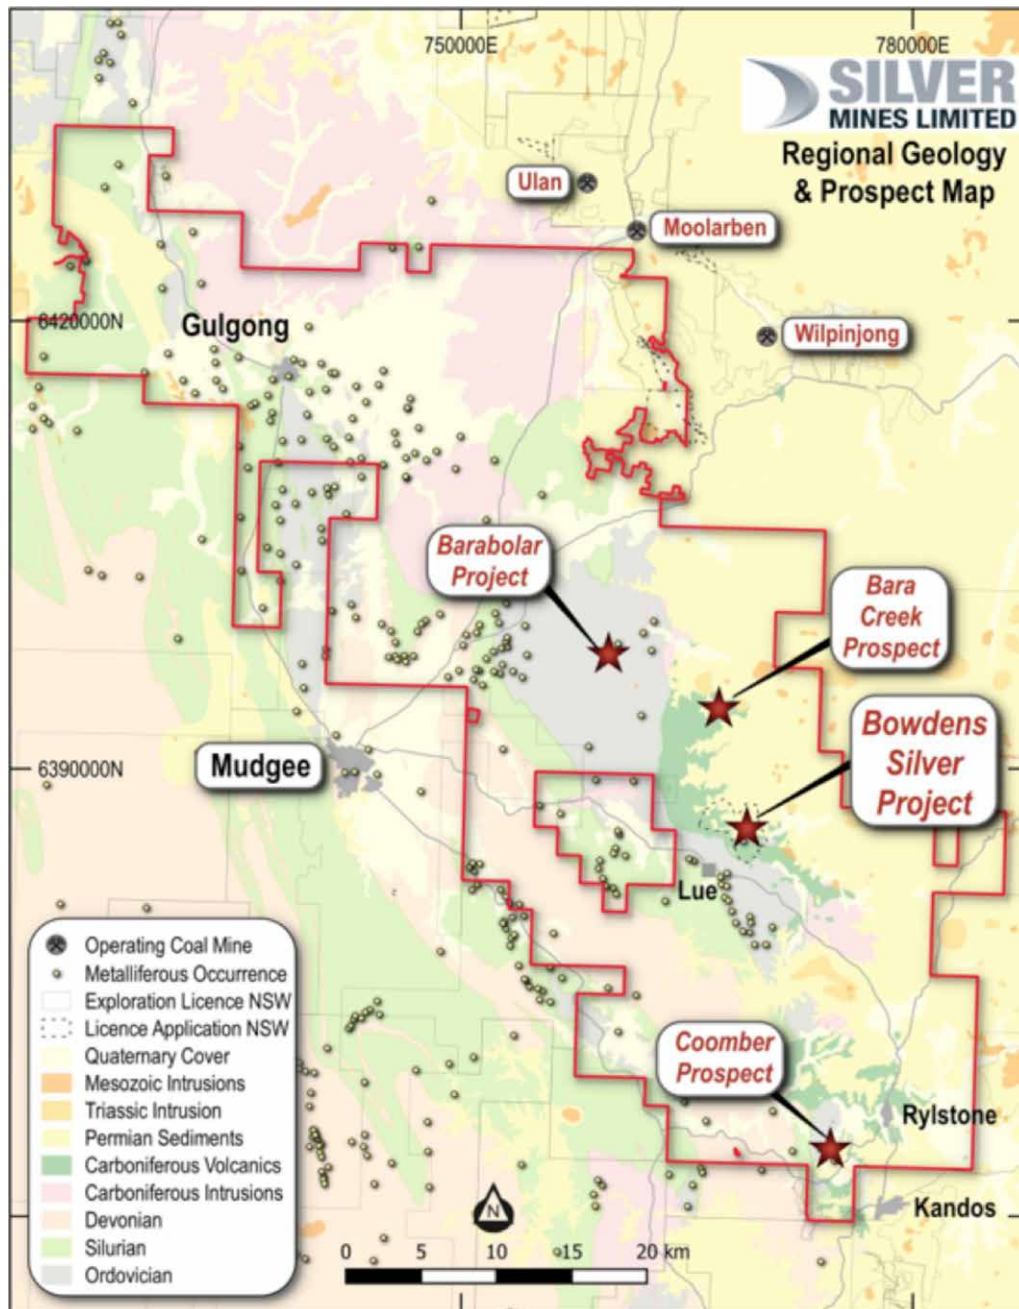 750000E
780000E
SILVER
MINES LIMITED
Regional Geology
& Prospect Map
Ulan
Moolarben
6420000N
Gulgong
Wilpinjong
Barabolar
Project
Bara
Creek
Prospect
Bowdens
Silver
Project
Mudgee
6390000N
Lue
Operating Coal Mine
Metalliferous Occurrence
Exploration Licence NSW
Licence Application NSW
Quaternary Cover
Mesozoic Intrusions
Triassic Intrusion
Permian Sediments
Carboniferous Volcanics
Carboniferous Intrusions
Devonian
Silurian
Ordovician
Coomber
Prospect
Rylstone
Kandos
N
0 5 10 15 20 km